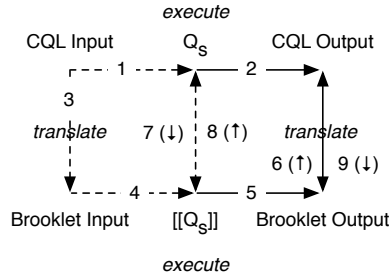 execute
CQL Input Q_S CQL Output
1 2
3
translate 7 (↓) 8 (↑) translate
6 (↑) 9 (↓)
4 5
Brooklet Input [[Q_S]] Brooklet Output
execute